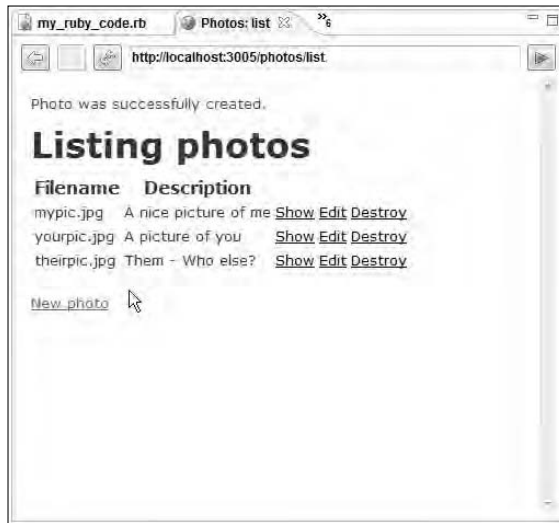 my_ruby_code.rb Photos: list »6
http://localhost:3005/photos/list
Photo was successfully created.
Listing photos
Filename Description
mypic.jpg A nice picture of me Show Edit Destroy
yourpic.jpg A picture of you Show Edit Destroy
theirpic.jpg Them - Who else? Show Edit Destroy
New photo